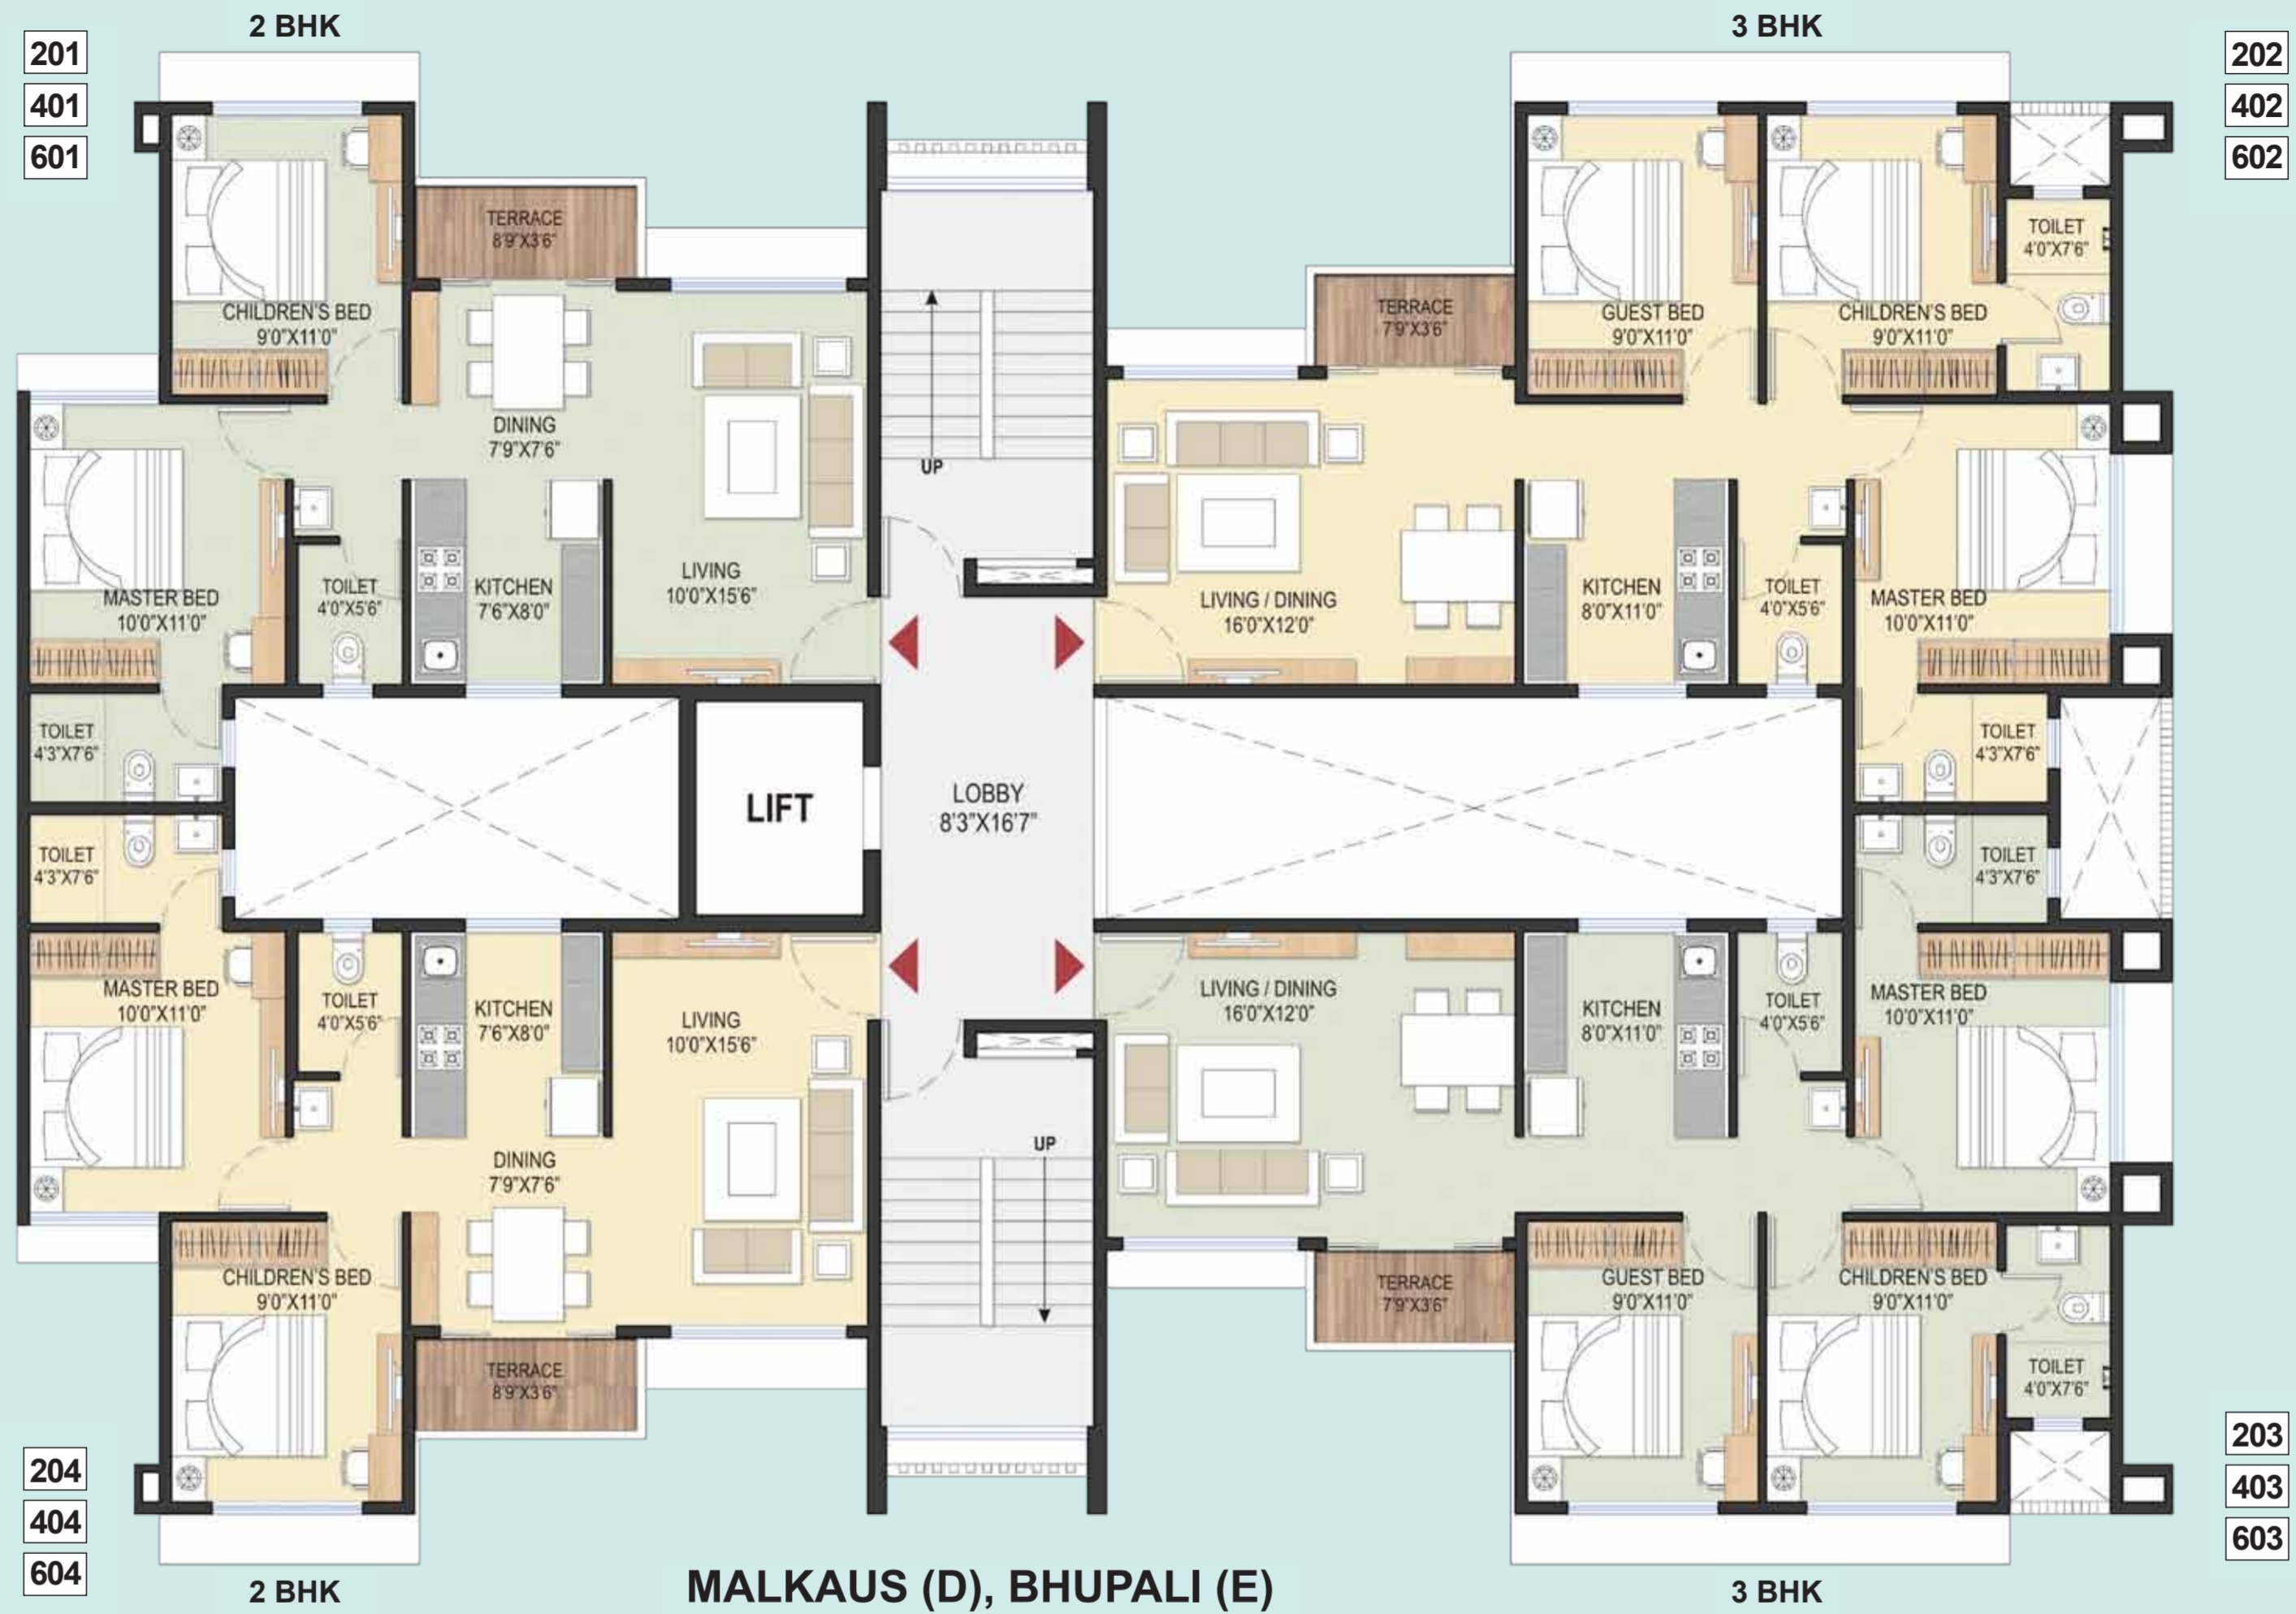 2 BHK
3 BHK
201
401
601
202
402
602
TERRACE
8'9"X3'6"
CHILDREN'S BED
9'0"X11'0"
DINING
7'9"X7'6"
MASTER BED
10'0"X11'0"
TOILET
4'0"X5'6"
KITCHEN
7'6"X8'0"
LIVING
10'0"X15'6"
TOILET
4'3"X7'6"
UP
TERRACE
7'9"X3'6"
GUEST BED
9'0"X11'0"
CHILDREN'S BED
9'0"X11'0"
TOILET
4'0"X7'6"
LIVING / DINING
16'0"X12'0"
KITCHEN
8'0"X11'0"
TOILET
4'0"X5'6"
MASTER BED
10'0"X11'0"
TOILET
4'3"X7'6"
LIFT
LOBBY
8'3"X16'7"
TOILET
4'3"X7'6"
MASTER BED
10'0"X11'0"
TOILET
4'0"X5'6"
KITCHEN
7'6"X8'0"
LIVING
10'0"X15'6"
DINING
7'9"X7'6"
CHILDREN'S BED
9'0"X11'0"
TERRACE
8'9"X3'6"
UP
TOILET
4'3"X7'6"
LIVING / DINING
16'0"X12'0"
KITCHEN
8'0"X11'0"
TOILET
4'0"X5'6"
MASTER BED
10'0"X11'0"
TERRACE
7'9"X3'6"
GUEST BED
9'0"X11'0"
CHILDREN'S BED
9'0"X11'0"
TOILET
4'0"X7'6"
204
404
604
203
403
603
2 BHK
MALKAUS (D), BHUPALI (E)
3 BHK